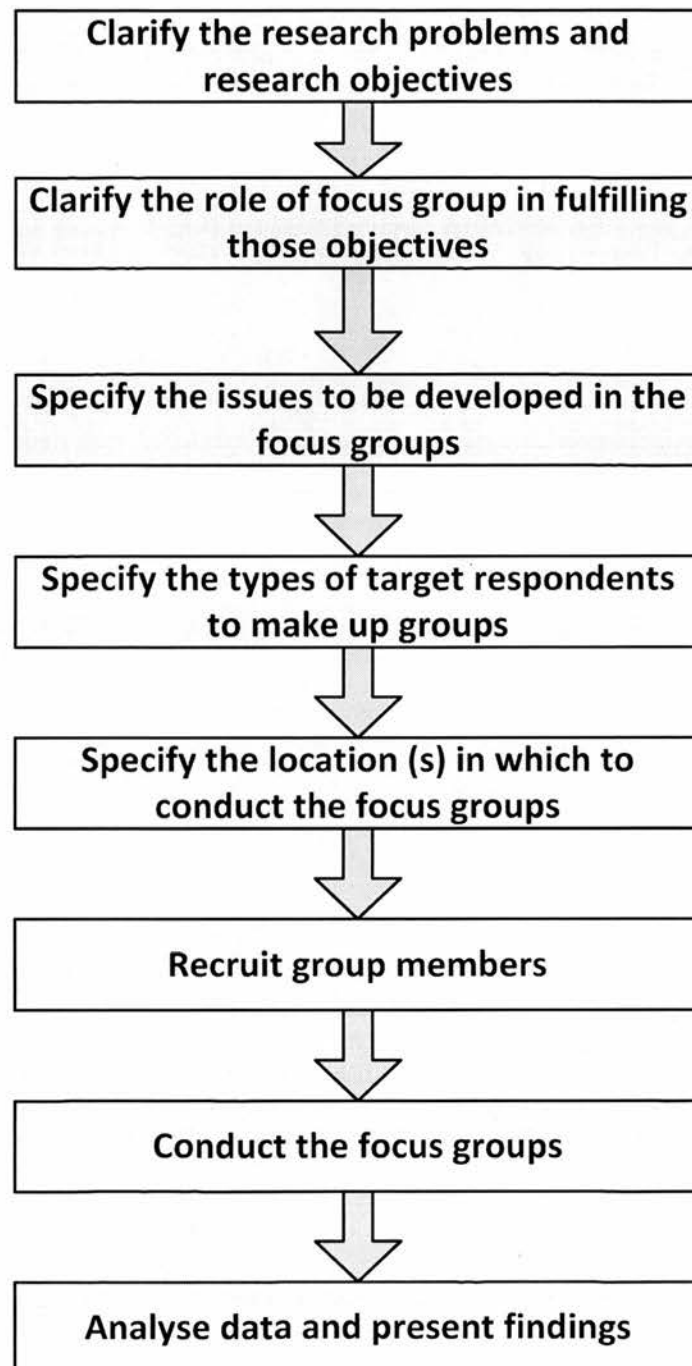 Clarify the research problems and
research objectives
Clarify the role of focus group in fulfilling
those objectives
Specify the issues to be developed in the
focus groups
Specify the types of target respondents
to make up groups
Specify the location (s) in which to
conduct the focus groups
Recruit group members
Conduct the focus groups
Analyse data and present findings